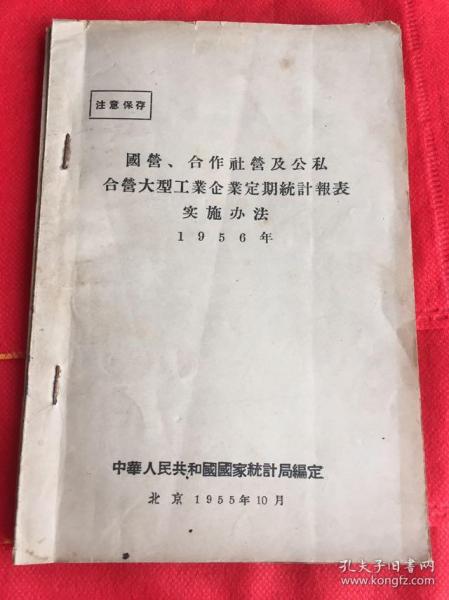 注意保存
國營、合作社營及公私
合營大型工業企業定期統計報表
实施办法
1956年
中華人民共和國國家統計局編定
北京 1955年10月
孔夫子旧书网
www.kongfz.com